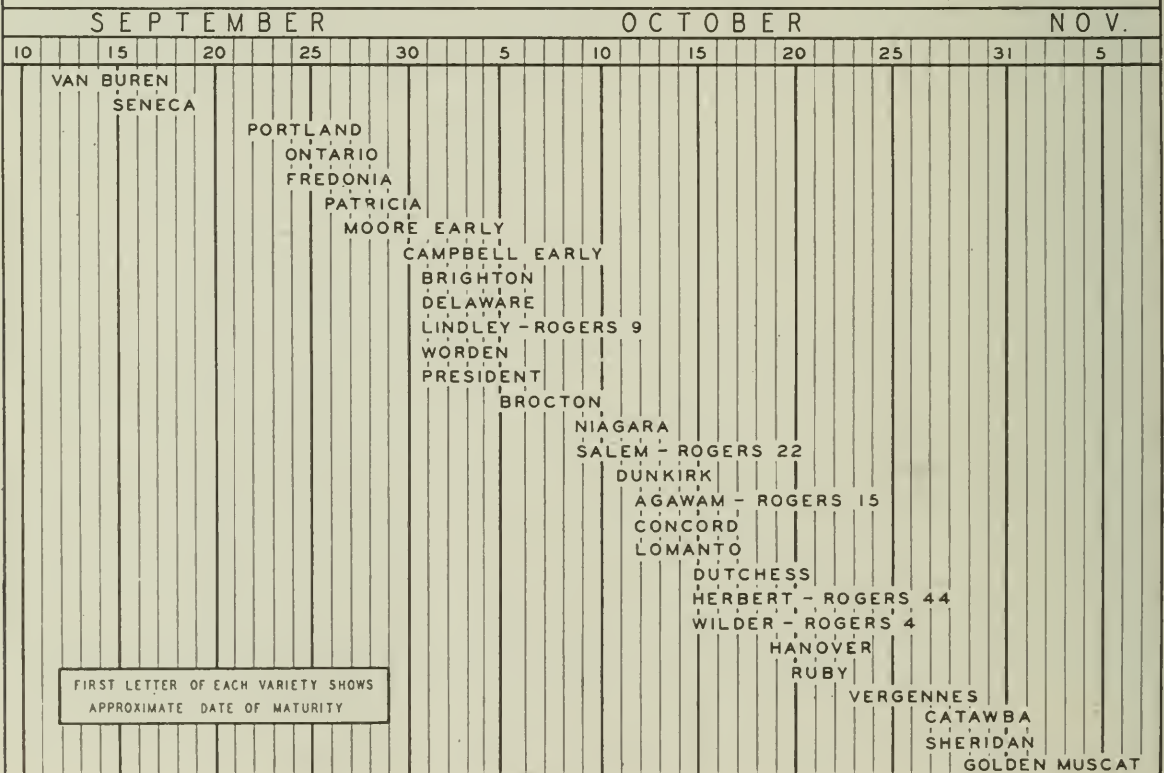 SEPTEMBER OCTOBER NOV.
10 15 20 25 30 5 10 15 20 25 31 5
VAN BUREN
SENECA
PORTLAND
ONTARIO
FREDONIA
PATRICIA
MOORE EARLY
CAMPBELL EARLY
BRIGHTON
DELAWARE
LINDLEY - ROGERS 9
WORDEN
PRESIDENT
BROCTON
NIAGARA
SALEM - ROGERS 22
DUNKIRK
AGAWAM - ROGERS 15
CONCORD
LOMANTO
DUTCHESS
HERBERT - ROGERS 44
WILDER - ROGERS 4
HANOVER
RUBY
VERGENNES
CATAWBA
SHERIDAN
GOLDEN MUSCAT
FIRST LETTER OF EACH VARIETY SHOWS
APPROXIMATE DATE OF MATURITY